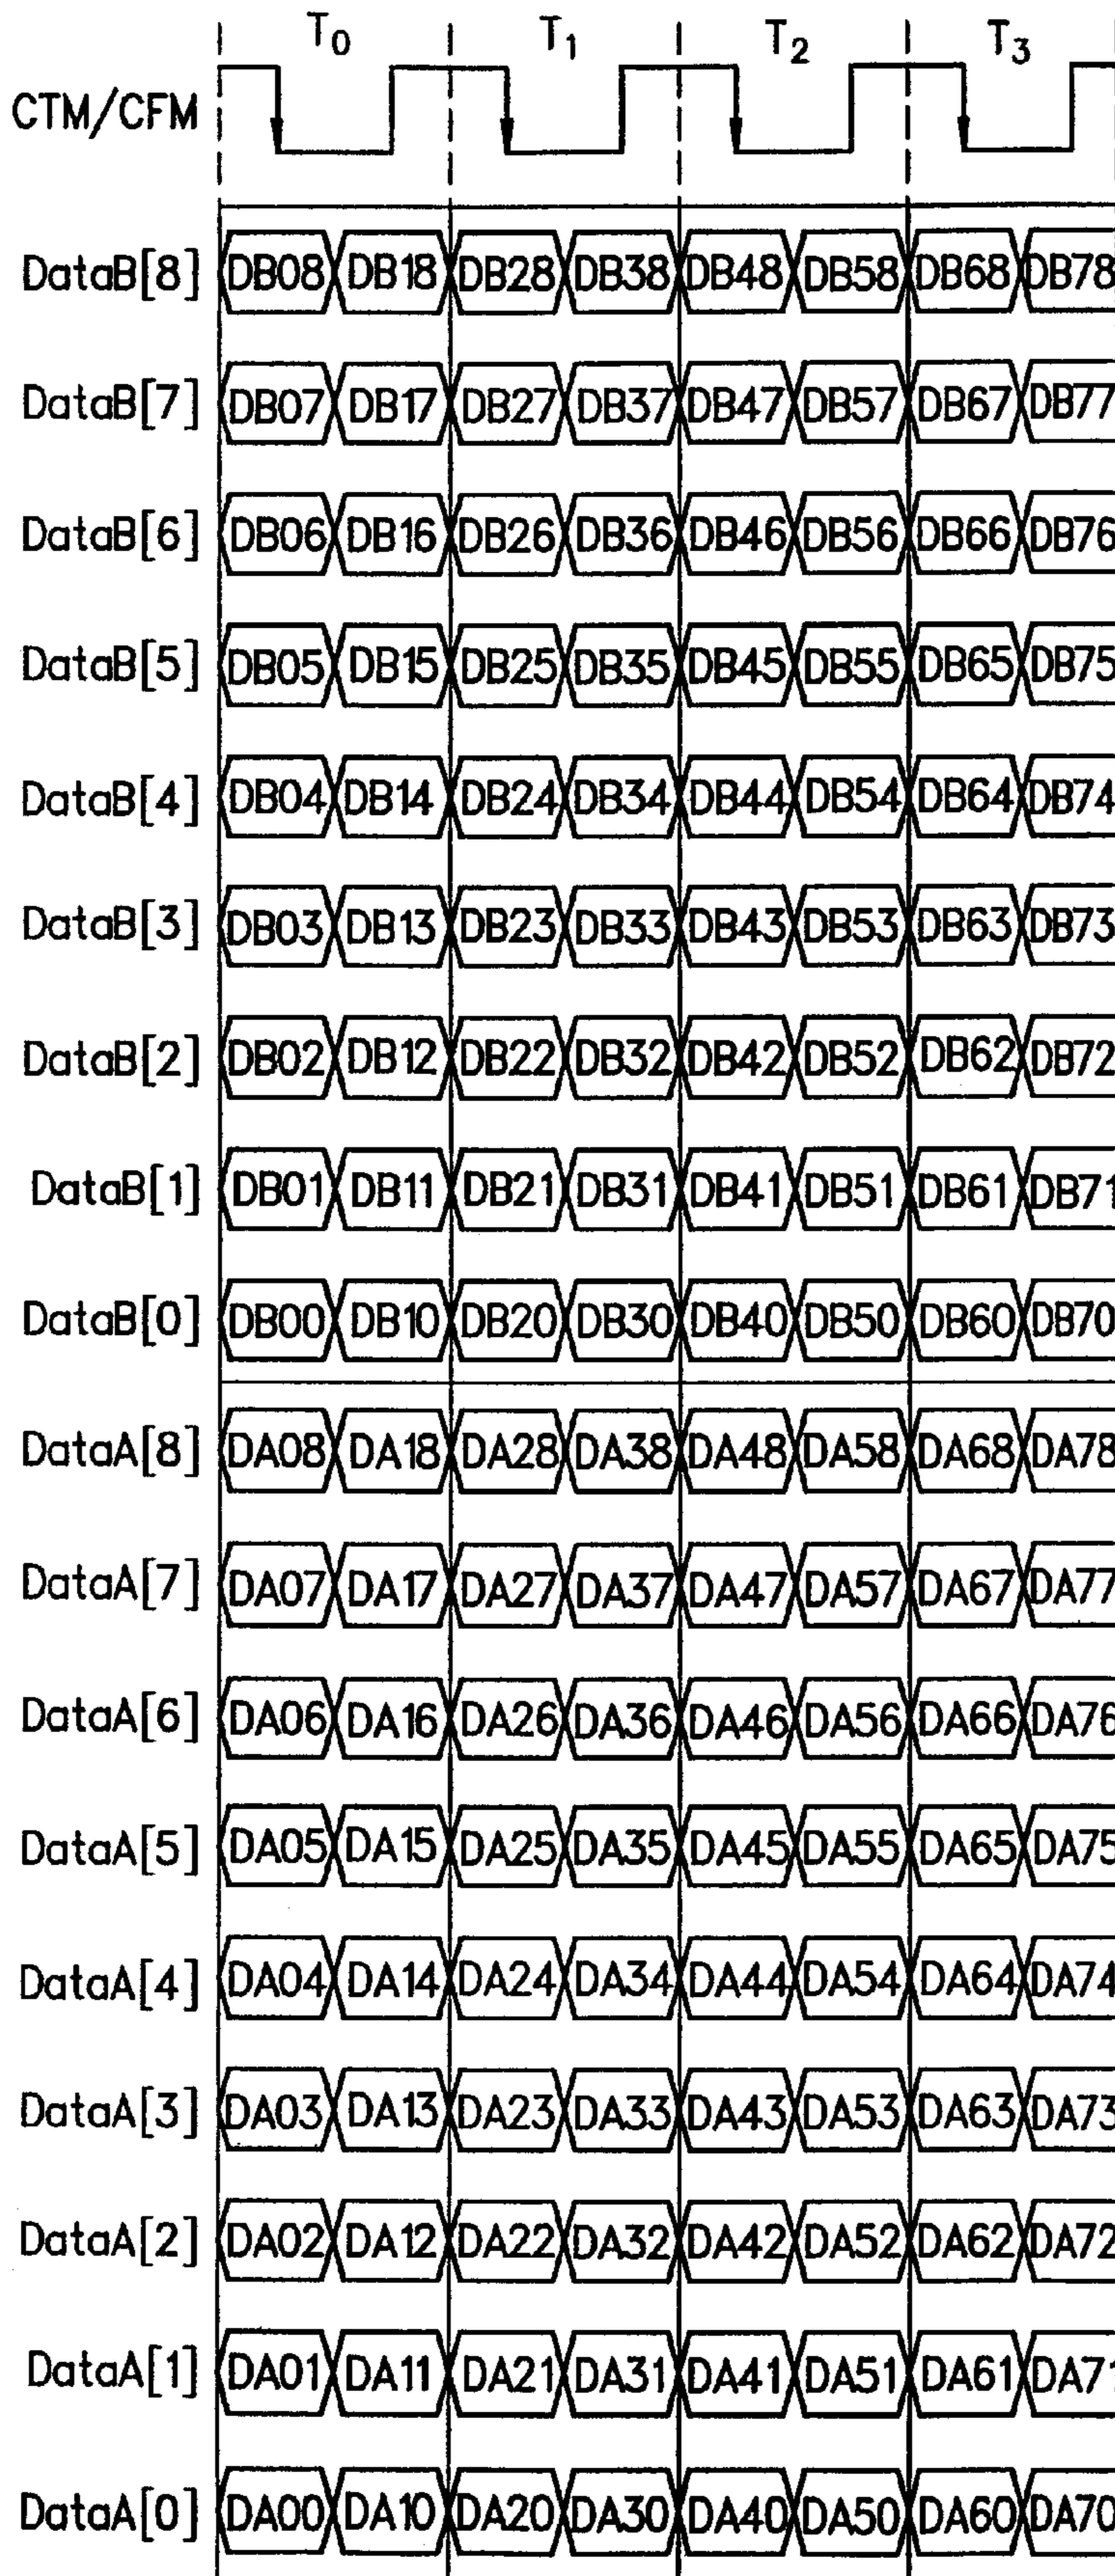 T0 T1 T2 T3
CTM/CFM
DataB[8] DB08 DB18 DB28 DB38 DB48 DB58 DB68 DB78
DataB[7] DB07 DB17 DB27 DB37 DB47 DB57 DB67 DB77
DataB[6] DB06 DB16 DB26 DB36 DB46 DB56 DB66 DB76
DataB[5] DB05 DB15 DB25 DB35 DB45 DB55 DB65 DB75
DataB[4] DB04 DB14 DB24 DB34 DB44 DB54 DB64 DB74
DataB[3] DB03 DB13 DB23 DB33 DB43 DB53 DB63 DB73
DataB[2] DB02 DB12 DB22 DB32 DB42 DB52 DB62 DB72
DataB[1] DB01 DB11 DB21 DB31 DB41 DB51 DB61 DB71
DataB[0] DB00 DB10 DB20 DB30 DB40 DB50 DB60 DB70
DataA[8] DA08 DA18 DA28 DA38 DA48 DA58 DA68 DA78
DataA[7] DA07 DA17 DA27 DA37 DA47 DA57 DA67 DA77
DataA[6] DA06 DA16 DA26 DA36 DA46 DA56 DA66 DA76
DataA[5] DA05 DA15 DA25 DA35 DA45 DA55 DA65 DA75
DataA[4] DA04 DA14 DA24 DA34 DA44 DA54 DA64 DA74
DataA[3] DA03 DA13 DA23 DA33 DA43 DA53 DA63 DA73
DataA[2] DA02 DA12 DA22 DA32 DA42 DA52 DA62 DA72
DataA[1] DA01 DA11 DA21 DA31 DA41 DA51 DA61 DA71
DataA[0] DA00 DA10 DA20 DA30 DA40 DA50 DA60 DA70